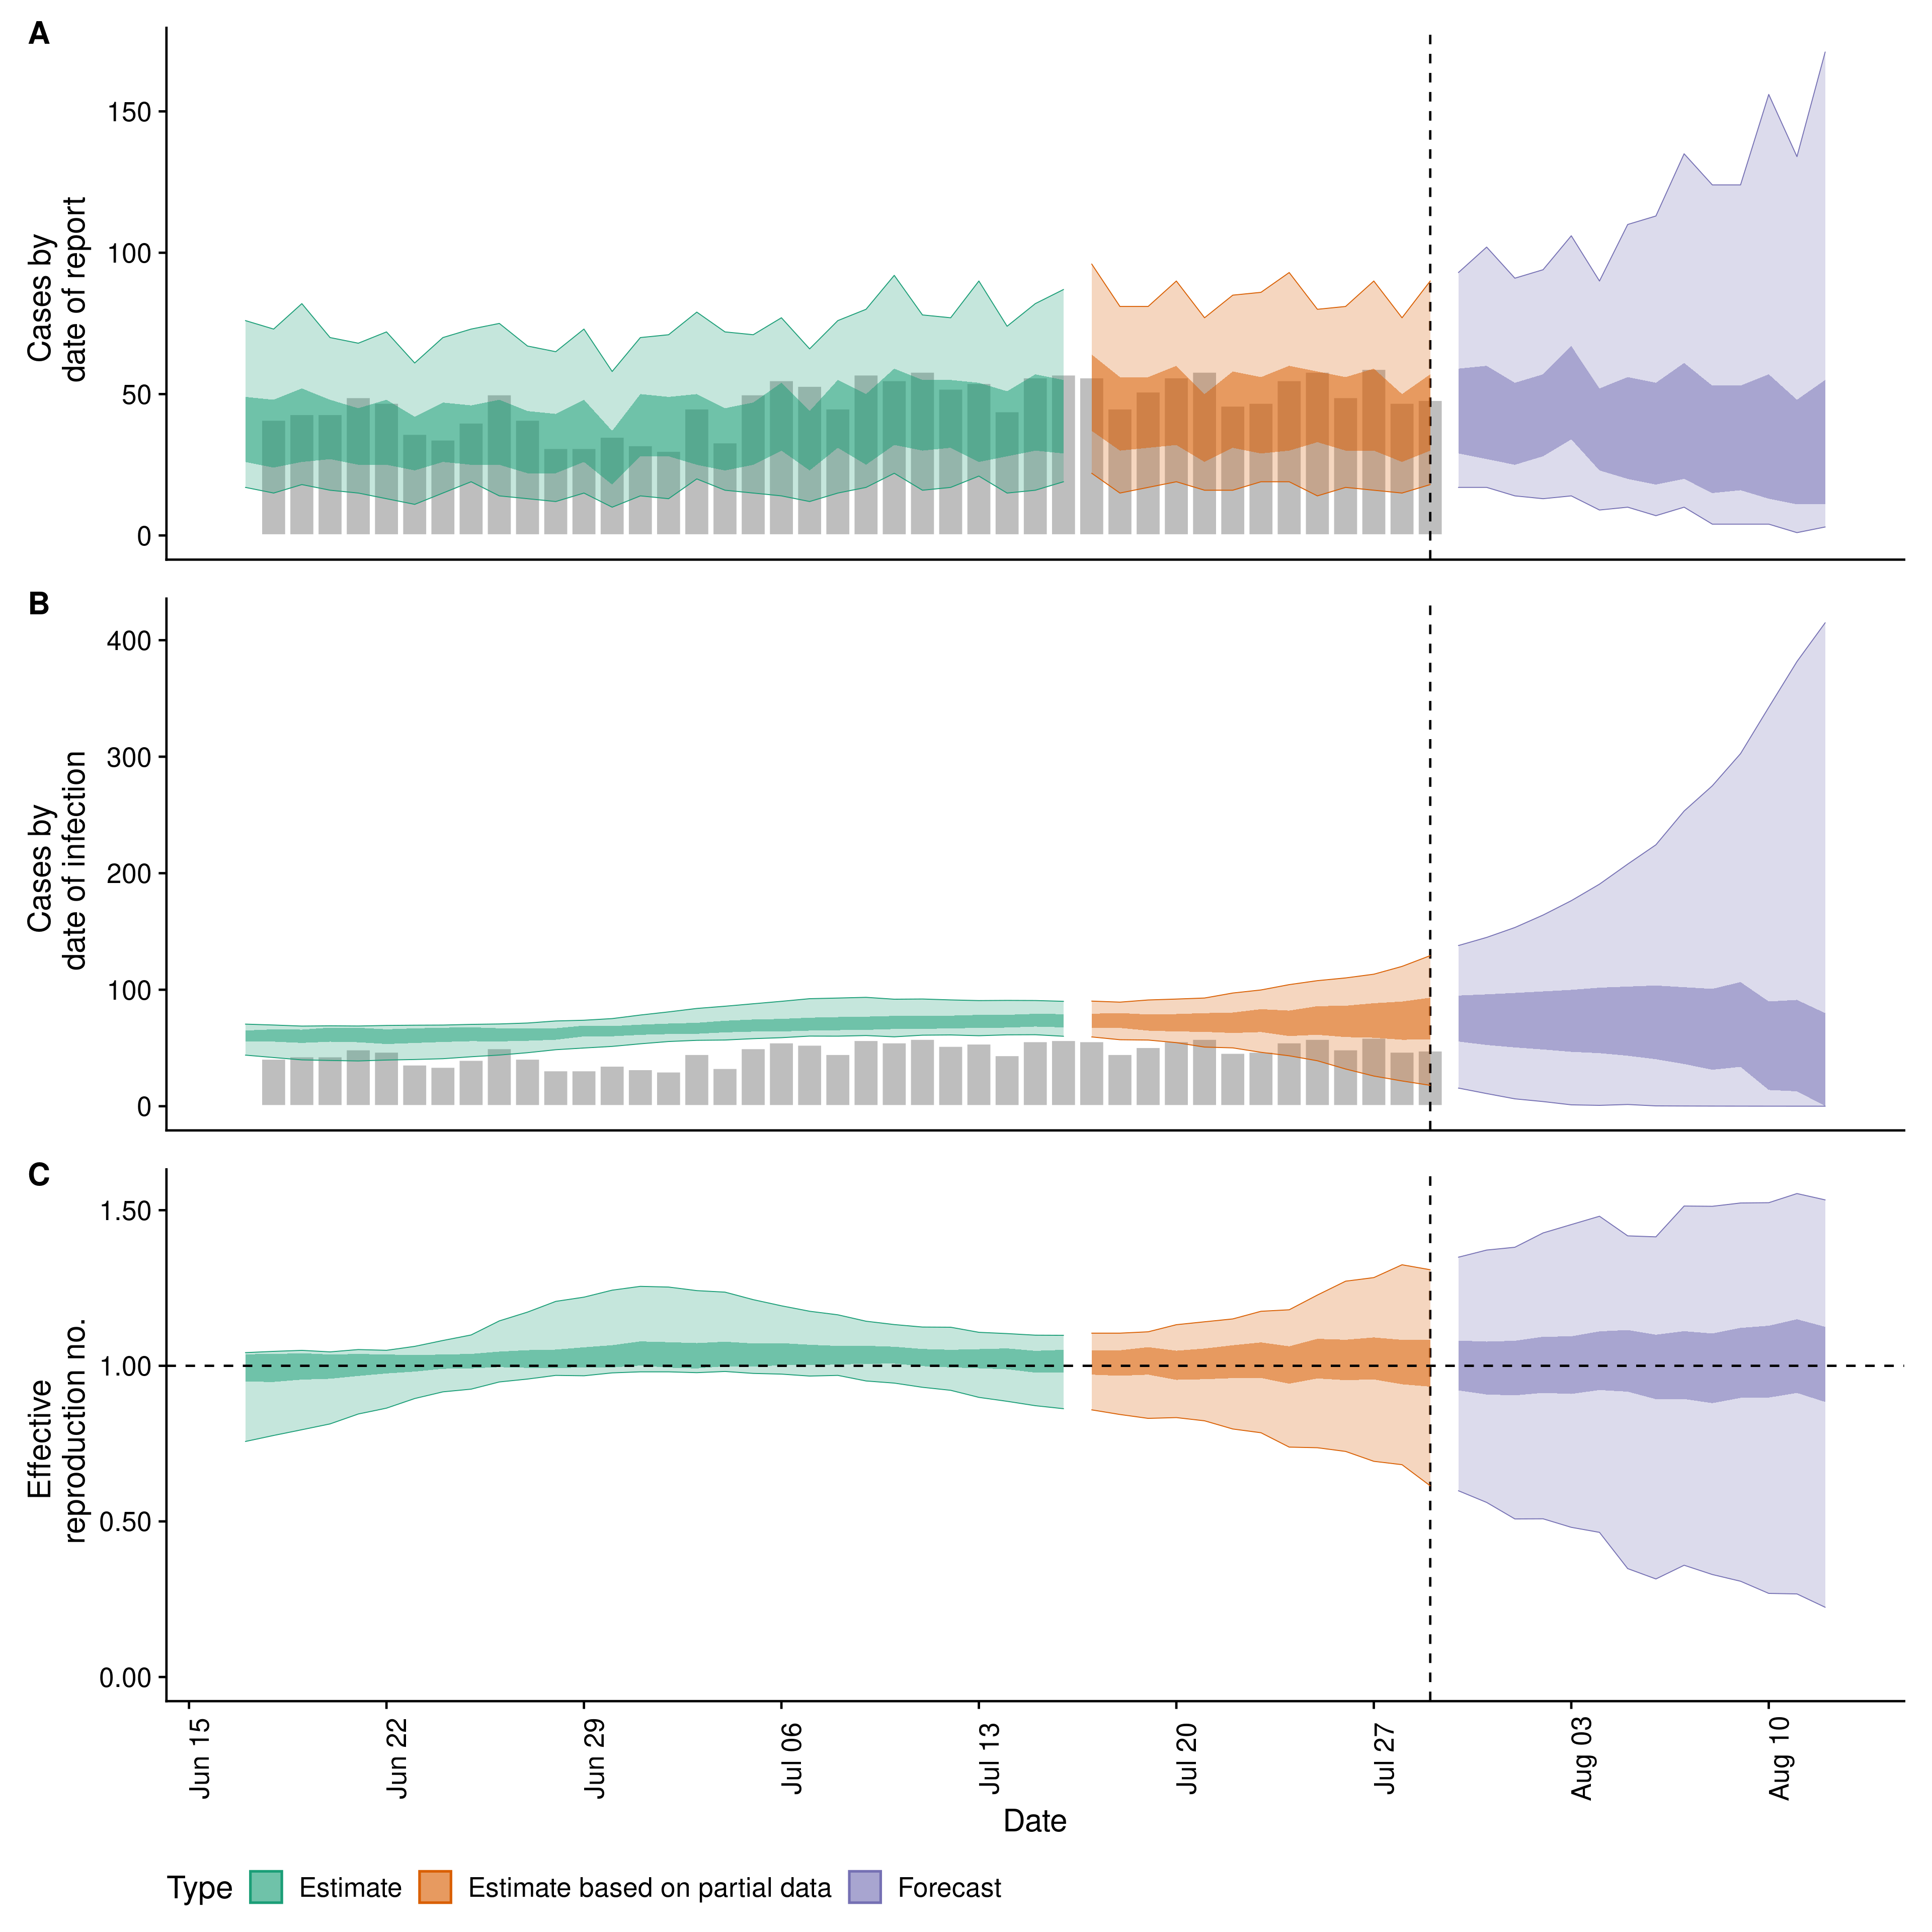 A
Cases by
date of report
150
100
50
0
B
Cases by
date of infection
400
300
200
100
0
C
Effective
reproduction no.
1.50
1.00
0.50
0.00
Jun 15
Jun 22
Jun 29
Jul 06
Jul 13
Jul 20
Jul 27
Aug 03
Aug 10
Date
Type Estimate Estimate based on partial data Forecast